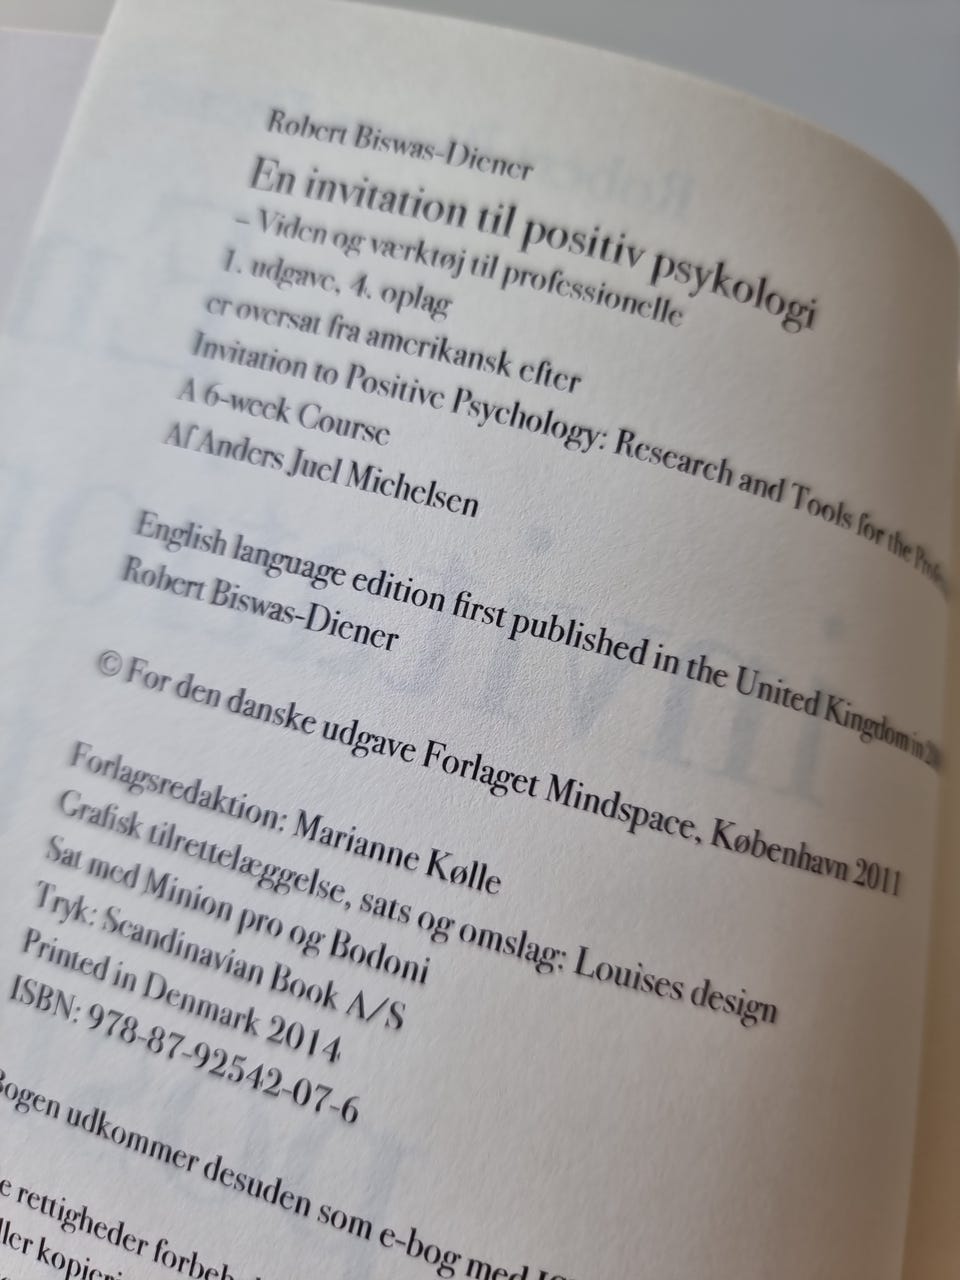 Robert Biswas-Diener
En invitation til positiv psykologi
– Viden og værktøj til professionelle
1. udgave, 4. oplag
er oversat fra amerikansk efter
Invitation to Positive Psychology: Research and Tools for the
A 6-week Course
Af Anders Juel Michelsen
English language edition first published in the United Kingdom in
Robert Biswas-Diener
© For den danske udgave Forlaget Mindspace, København 2011
Forlagsredaktion: Marianne Kølle
Grafisk tilrettelæggelse, sats og omslag: Louises design
Sat med Minion pro og Bodoni
Tryk: Scandinavian Book A/S
Printed in Denmark 2014
ISBN: 978-87-92542-07-6
Bogen udkommer desuden som e-bog med
rettigheder